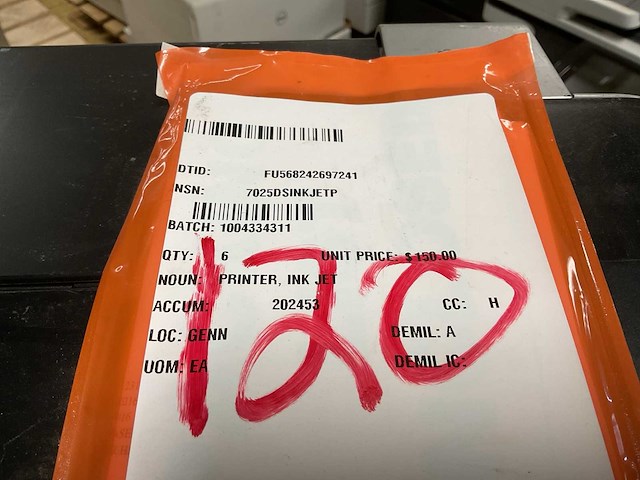 DTID: FU568242697241
NSN: 7025DSINKJETP
BATCH: 1004334311
QTY: 6 UNIT PRICE: $150.00
NOUN: PRINTER, INK JET
ACCUM: 202453 CC: H
LOC: GENN DEMIL: A
UOM: EA DEMIL IC:
120